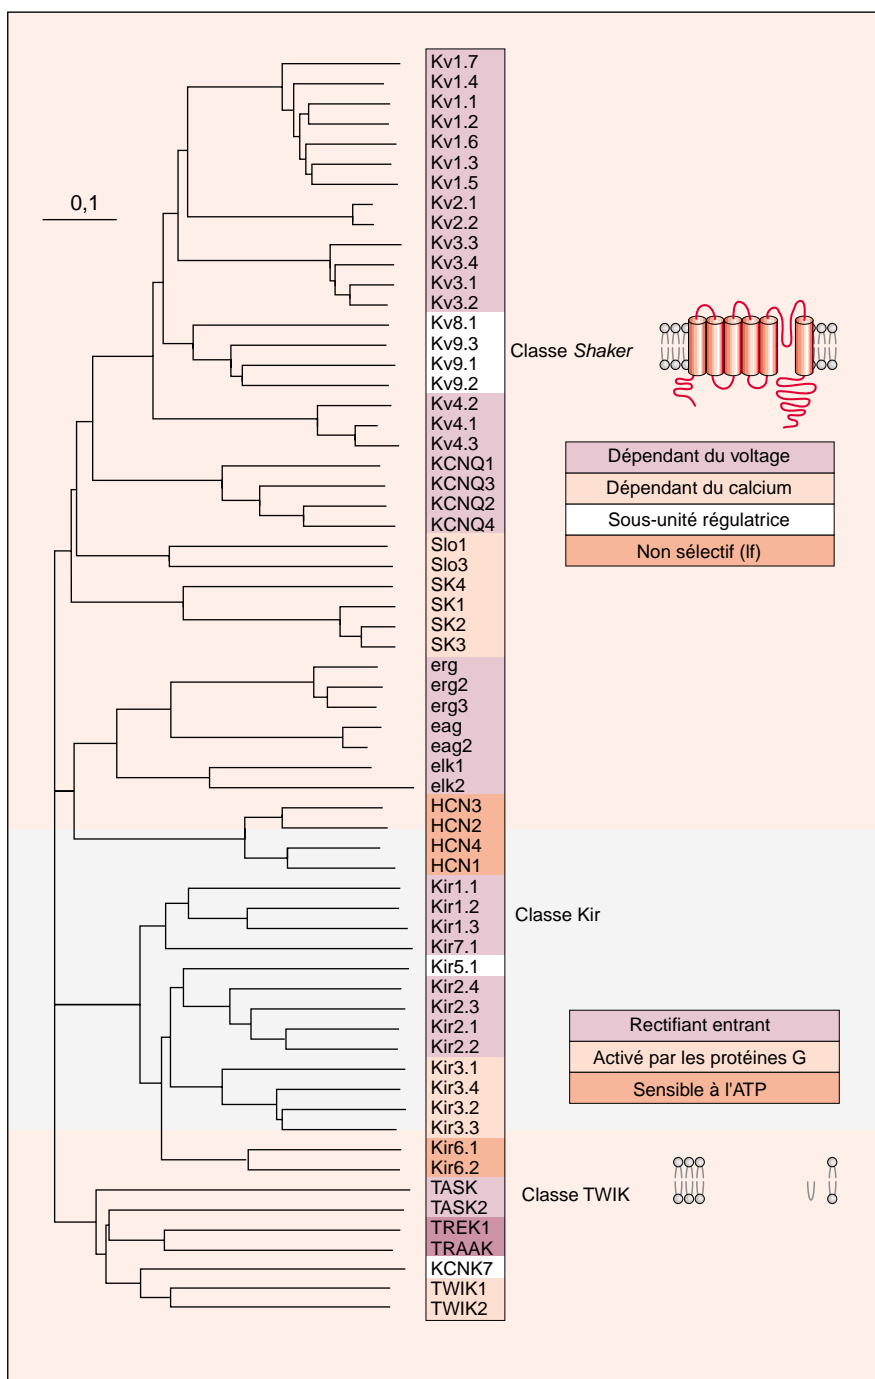 Kv1.7
Kv1.4
Kv1.1
Kv1.2
Kv1.6
Kv1.3
Kv1.5
Kv2.1
0,1
Kv2.2
Kv3.3
Kv3.4
Kv3.1
Kv3.2
Kv8.1
Kv9.3
Classe Shaker
Kv9.1
Kv9.2
Kv4.2
Kv4.1
Kv4.3
KCNQ1
KCNQ3
KCNQ2
KCNQ4
Dépendant du voltage
Dépendant du calcium
Sous-unité régulatrice
Non sélectif (If)
Slo1
Slo3
SK4
SK1
SK2
SK3
erg
erg2
erg3
eag
eag2
elk1
elk2
HCN3
HCN2
HCN4
HCN1
Kir1.1
Kir1.2
Classe Kir
Kir1.3
Kir7.1
Kir5.1
Kir2.4
Kir2.3
Kir2.1
Kir2.2
Rectifiant entrant
Activé par les protéines G
Sensible à l'ATP
Kir3.1
Kir3.4
Kir3.2
Kir3.3
Kir6.1
Kir6.2
TASK
Classe TWIK
TASK2
TREK1
TRAAK
KCNK7
TWIK1
TWIK2